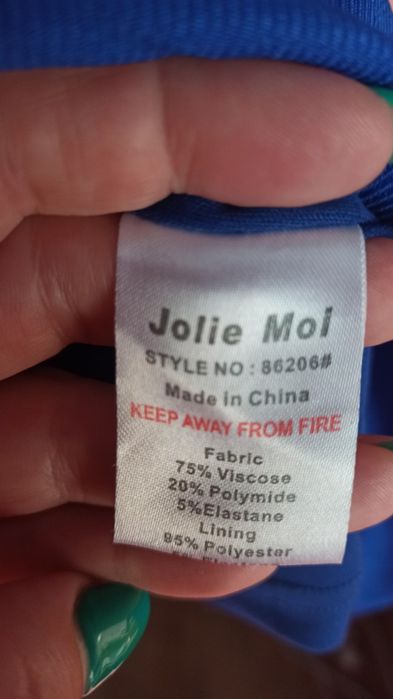 Jolie Moi
STYLE NO : 86206#
Made in China
KEEP AWAY FROM FIRE
Fabric
75% Viscose
20% Polymide
5%Elastane
Lining
95% Polyester